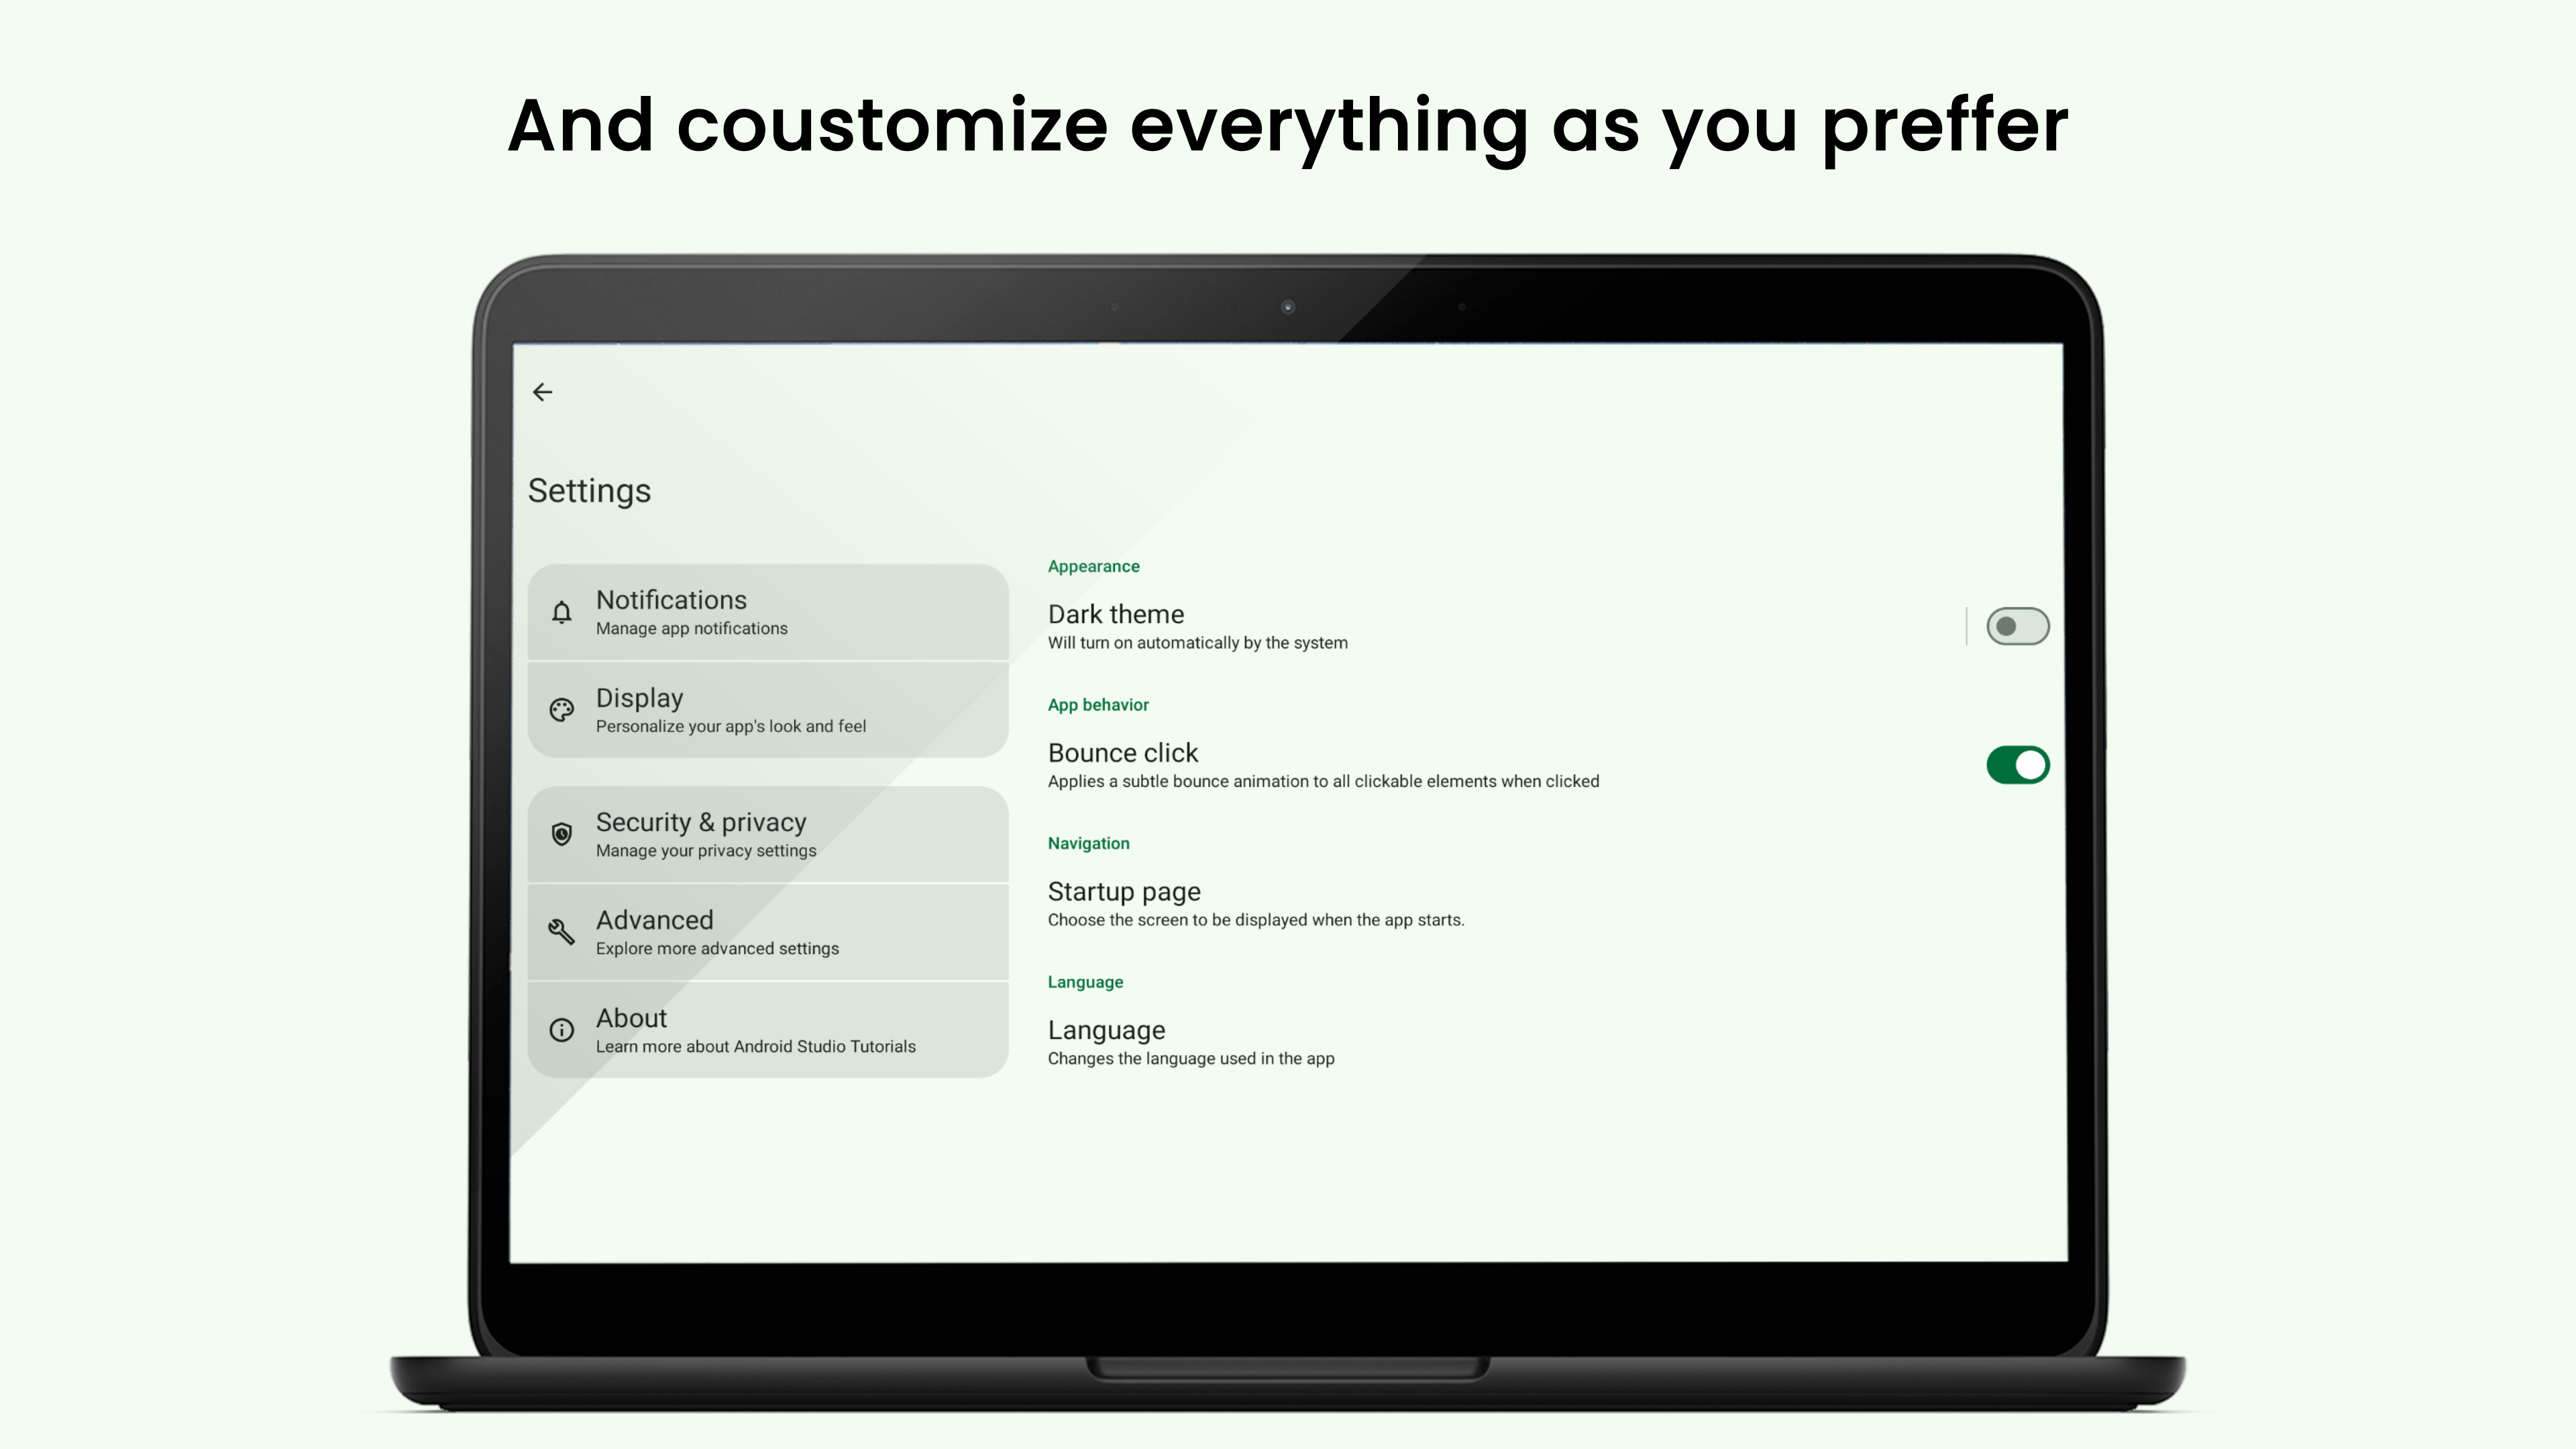 And coustomize everything as you preffer
Settings
Notifications
Manage app notifications
Display
Personalize your app's look and feel
Security & privacy
Manage your privacy settings
Advanced
Explore more advanced settings
About
Learn more about Android Studio Tutorials
Appearance
Dark theme
Will turn on automatically by the system
App behavior
Bounce click
Applies a subtle bounce animation to all clickable elements when clicked
Navigation
Startup page
Choose the screen to be displayed when the app starts.
Language
Language
Changes the language used in the app